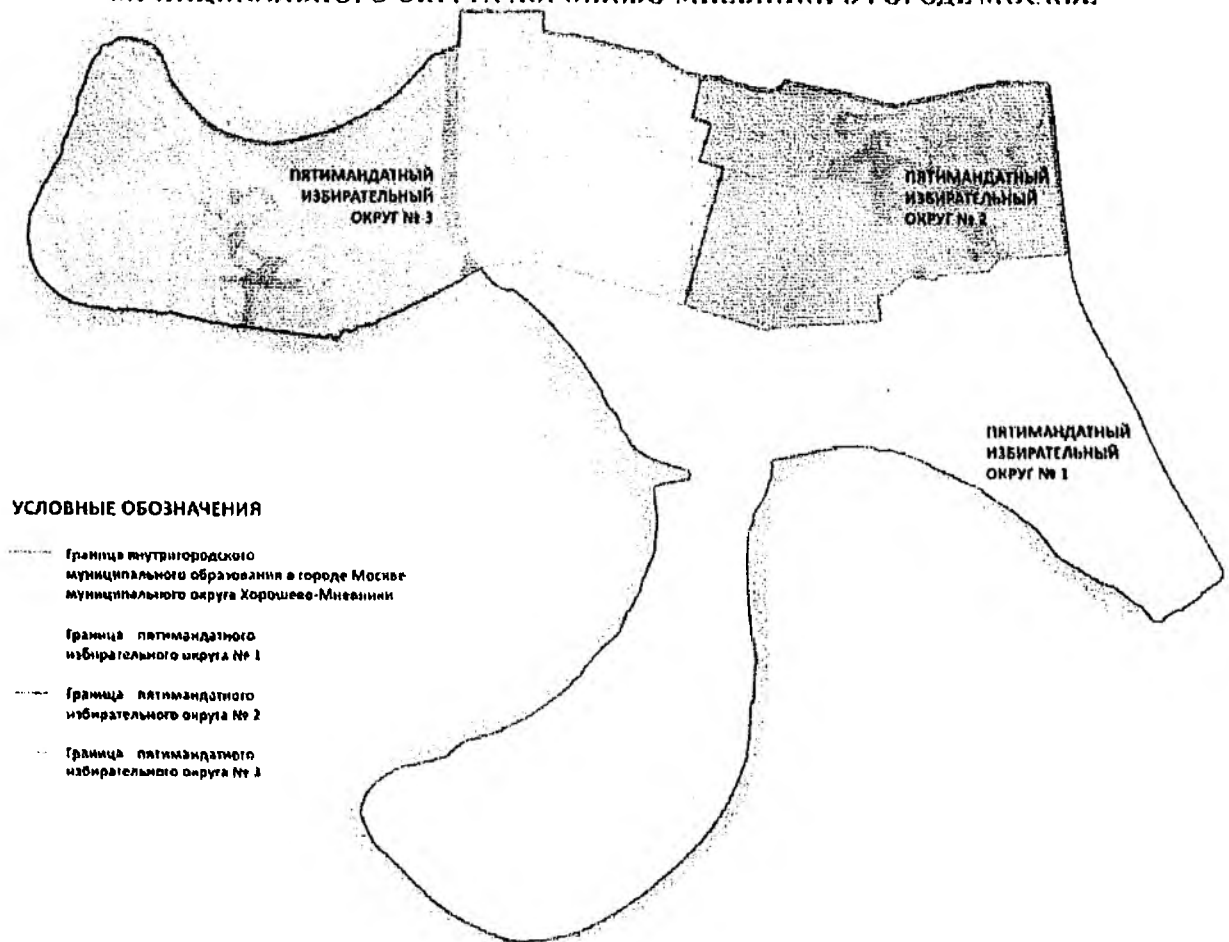 ПЯТИМАНДАТНЫЙ
ИЗБИРАТЕЛЬНЫЙ
ОКРУГ № 3
ПЯТИМАНДАТНЫЙ
ИЗБИРАТЕЛЬНЫЙ
ОКРУГ № 2
ПЯТИМАНДАТНЫЙ
ИЗБИРАТЕЛЬНЫЙ
ОКРУГ № 1
УСЛОВНЫЕ ОБОЗНАЧЕНИЯ
Граница внутригородского
муниципального образования в городе Москве
муниципального округа Хорошево-Мневники
Граница пятимандатного
избирательного округа № 1
Граница пятимандатного
избирательного округа № 2
Граница пятимандатного
избирательного округа № 3